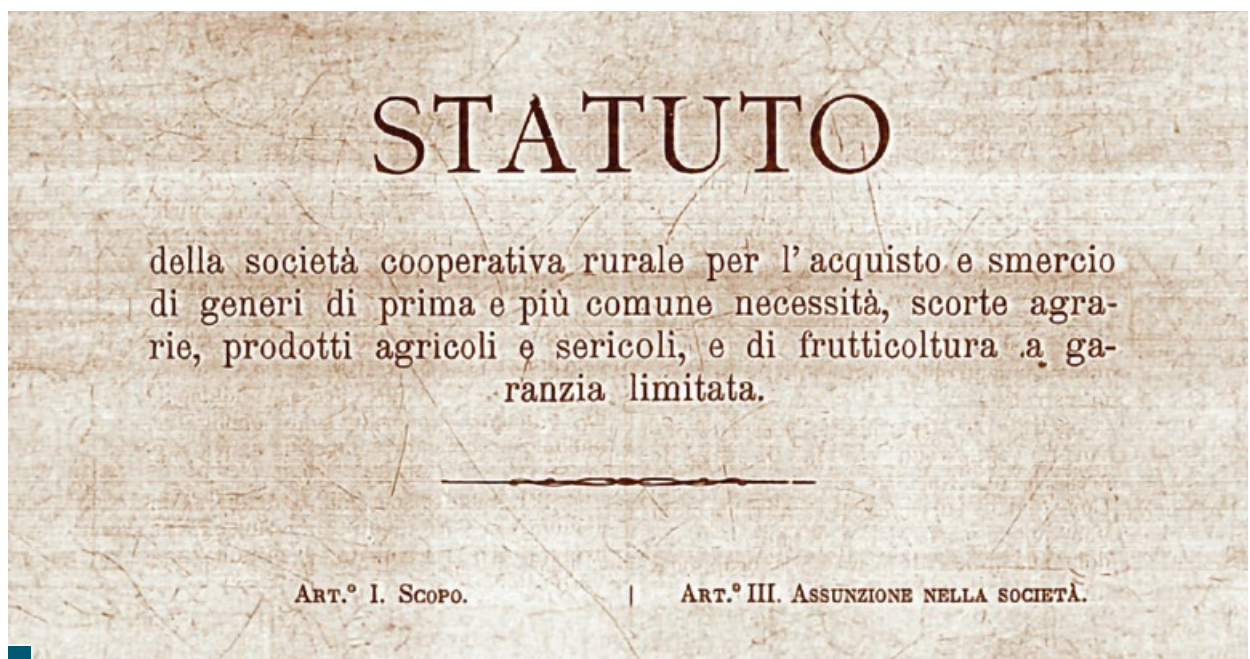 STATUTO
della società cooperativa rurale per l' acquisto e smercio
di generi di prima e più comune necessità, scorte agra-
rie, prodotti agricoli e sericoli, e di frutticoltura a ga-
ranzia limitata.
ART.º I. SCOPO. | ART.º III. ASSUNZIONE NELLA SOCIETÀ.